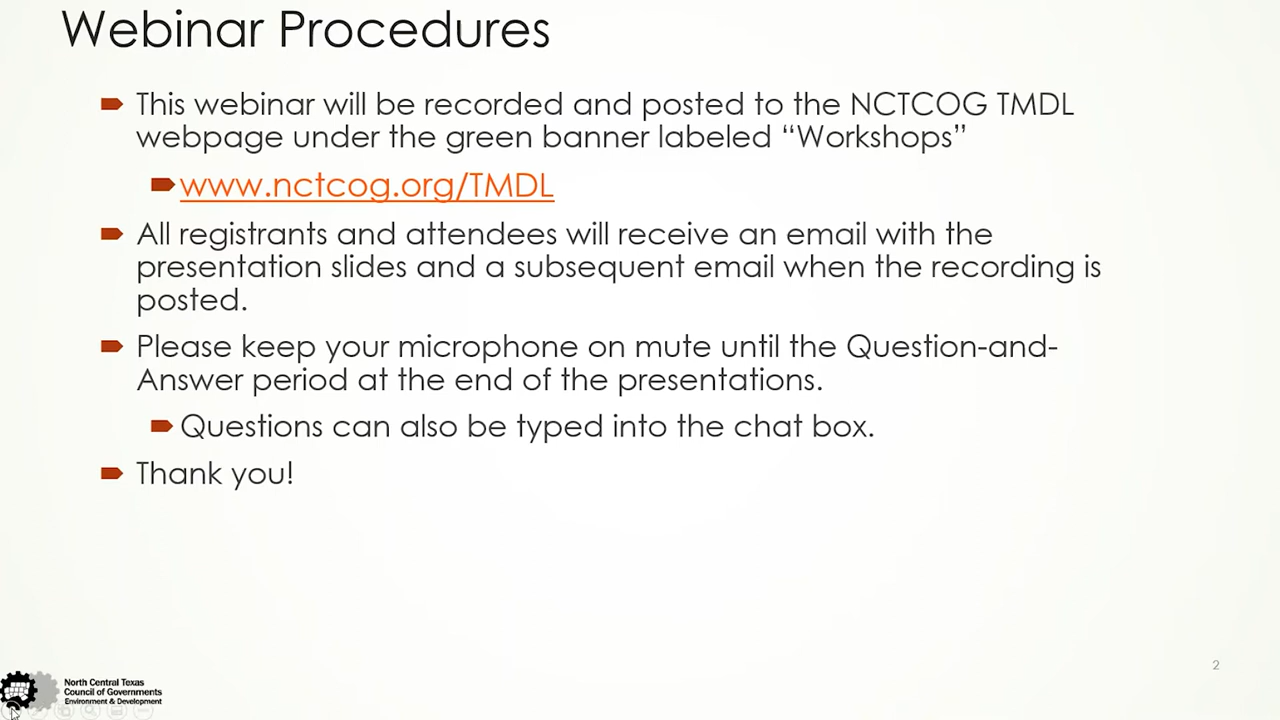 Webinar Procedures
This webinar will be recorded and posted to the NCTCOG TMDL
webpage under the green banner labeled “Workshops”
www.nctcog.org/TMDL
All registrants and attendees will receive an email with the
presentation slides and a subsequent email when the recording is
posted.
Please keep your microphone on mute until the Question-and-
Answer period at the end of the presentations.
Questions can also be typed into the chat box.
Thank you!
2
North Central Texas
Council of Governments
Environment & Development